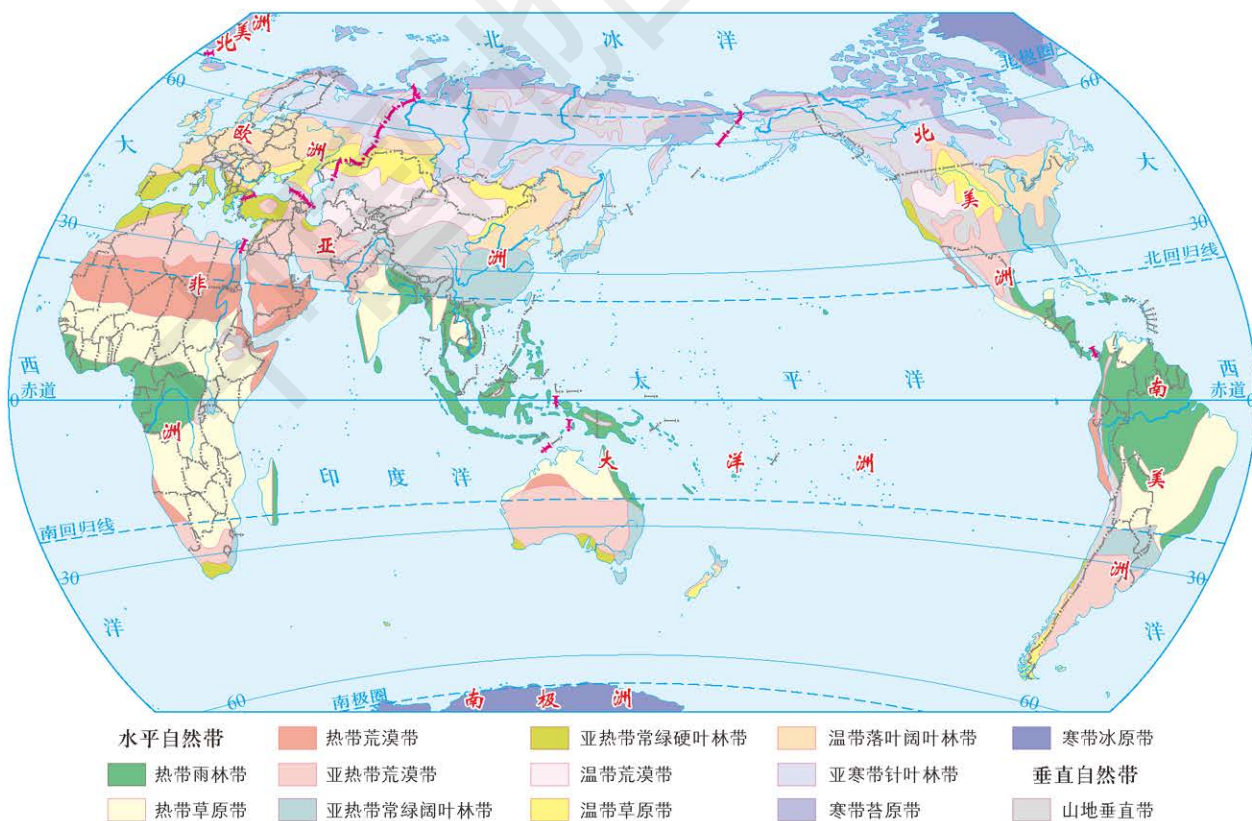 北美洲
北冰洋
北极圈
60
60
大
欧洲
北美洲
大
30
30
亚洲
北回归线
非洲
西
赤道
0
太平洋
西
赤道
0
南美洲
印度洋
大洋洲
南回归线
30
30
洋
洋
60
南极圈
南极洲
60
水平自然带
热带荒漠带
亚热带常绿硬叶林带
温带落叶阔叶林带
寒带冰原带
热带雨林带
亚热带荒漠带
温带荒漠带
亚寒带针叶林带
垂直自然带
热带草原带
亚热带常绿阔叶林带
温带草原带
寒带苔原带
山地垂直带